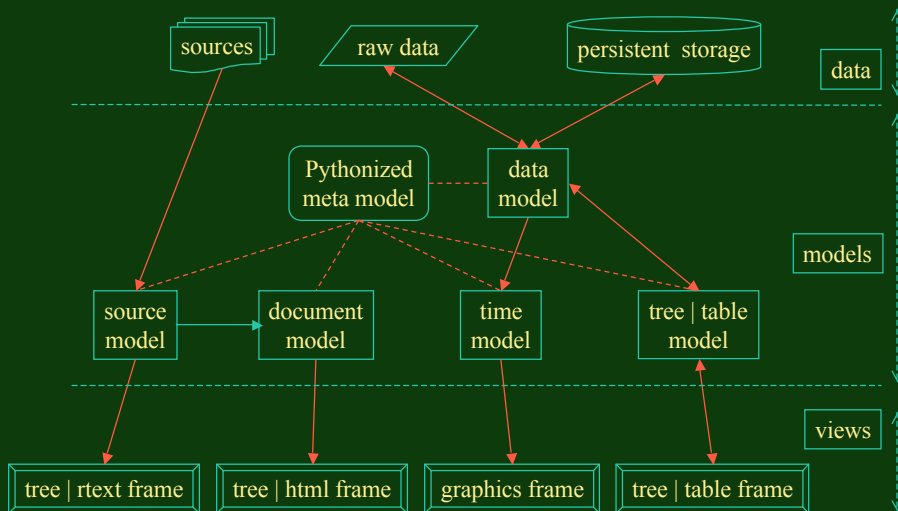 sources
raw data
persistent storage
data
Pythonized
meta model
data
model
models
source
model
document
model
time
model
tree | table
model
views
tree | rtext frame
tree | html frame
graphics frame
tree | table frame